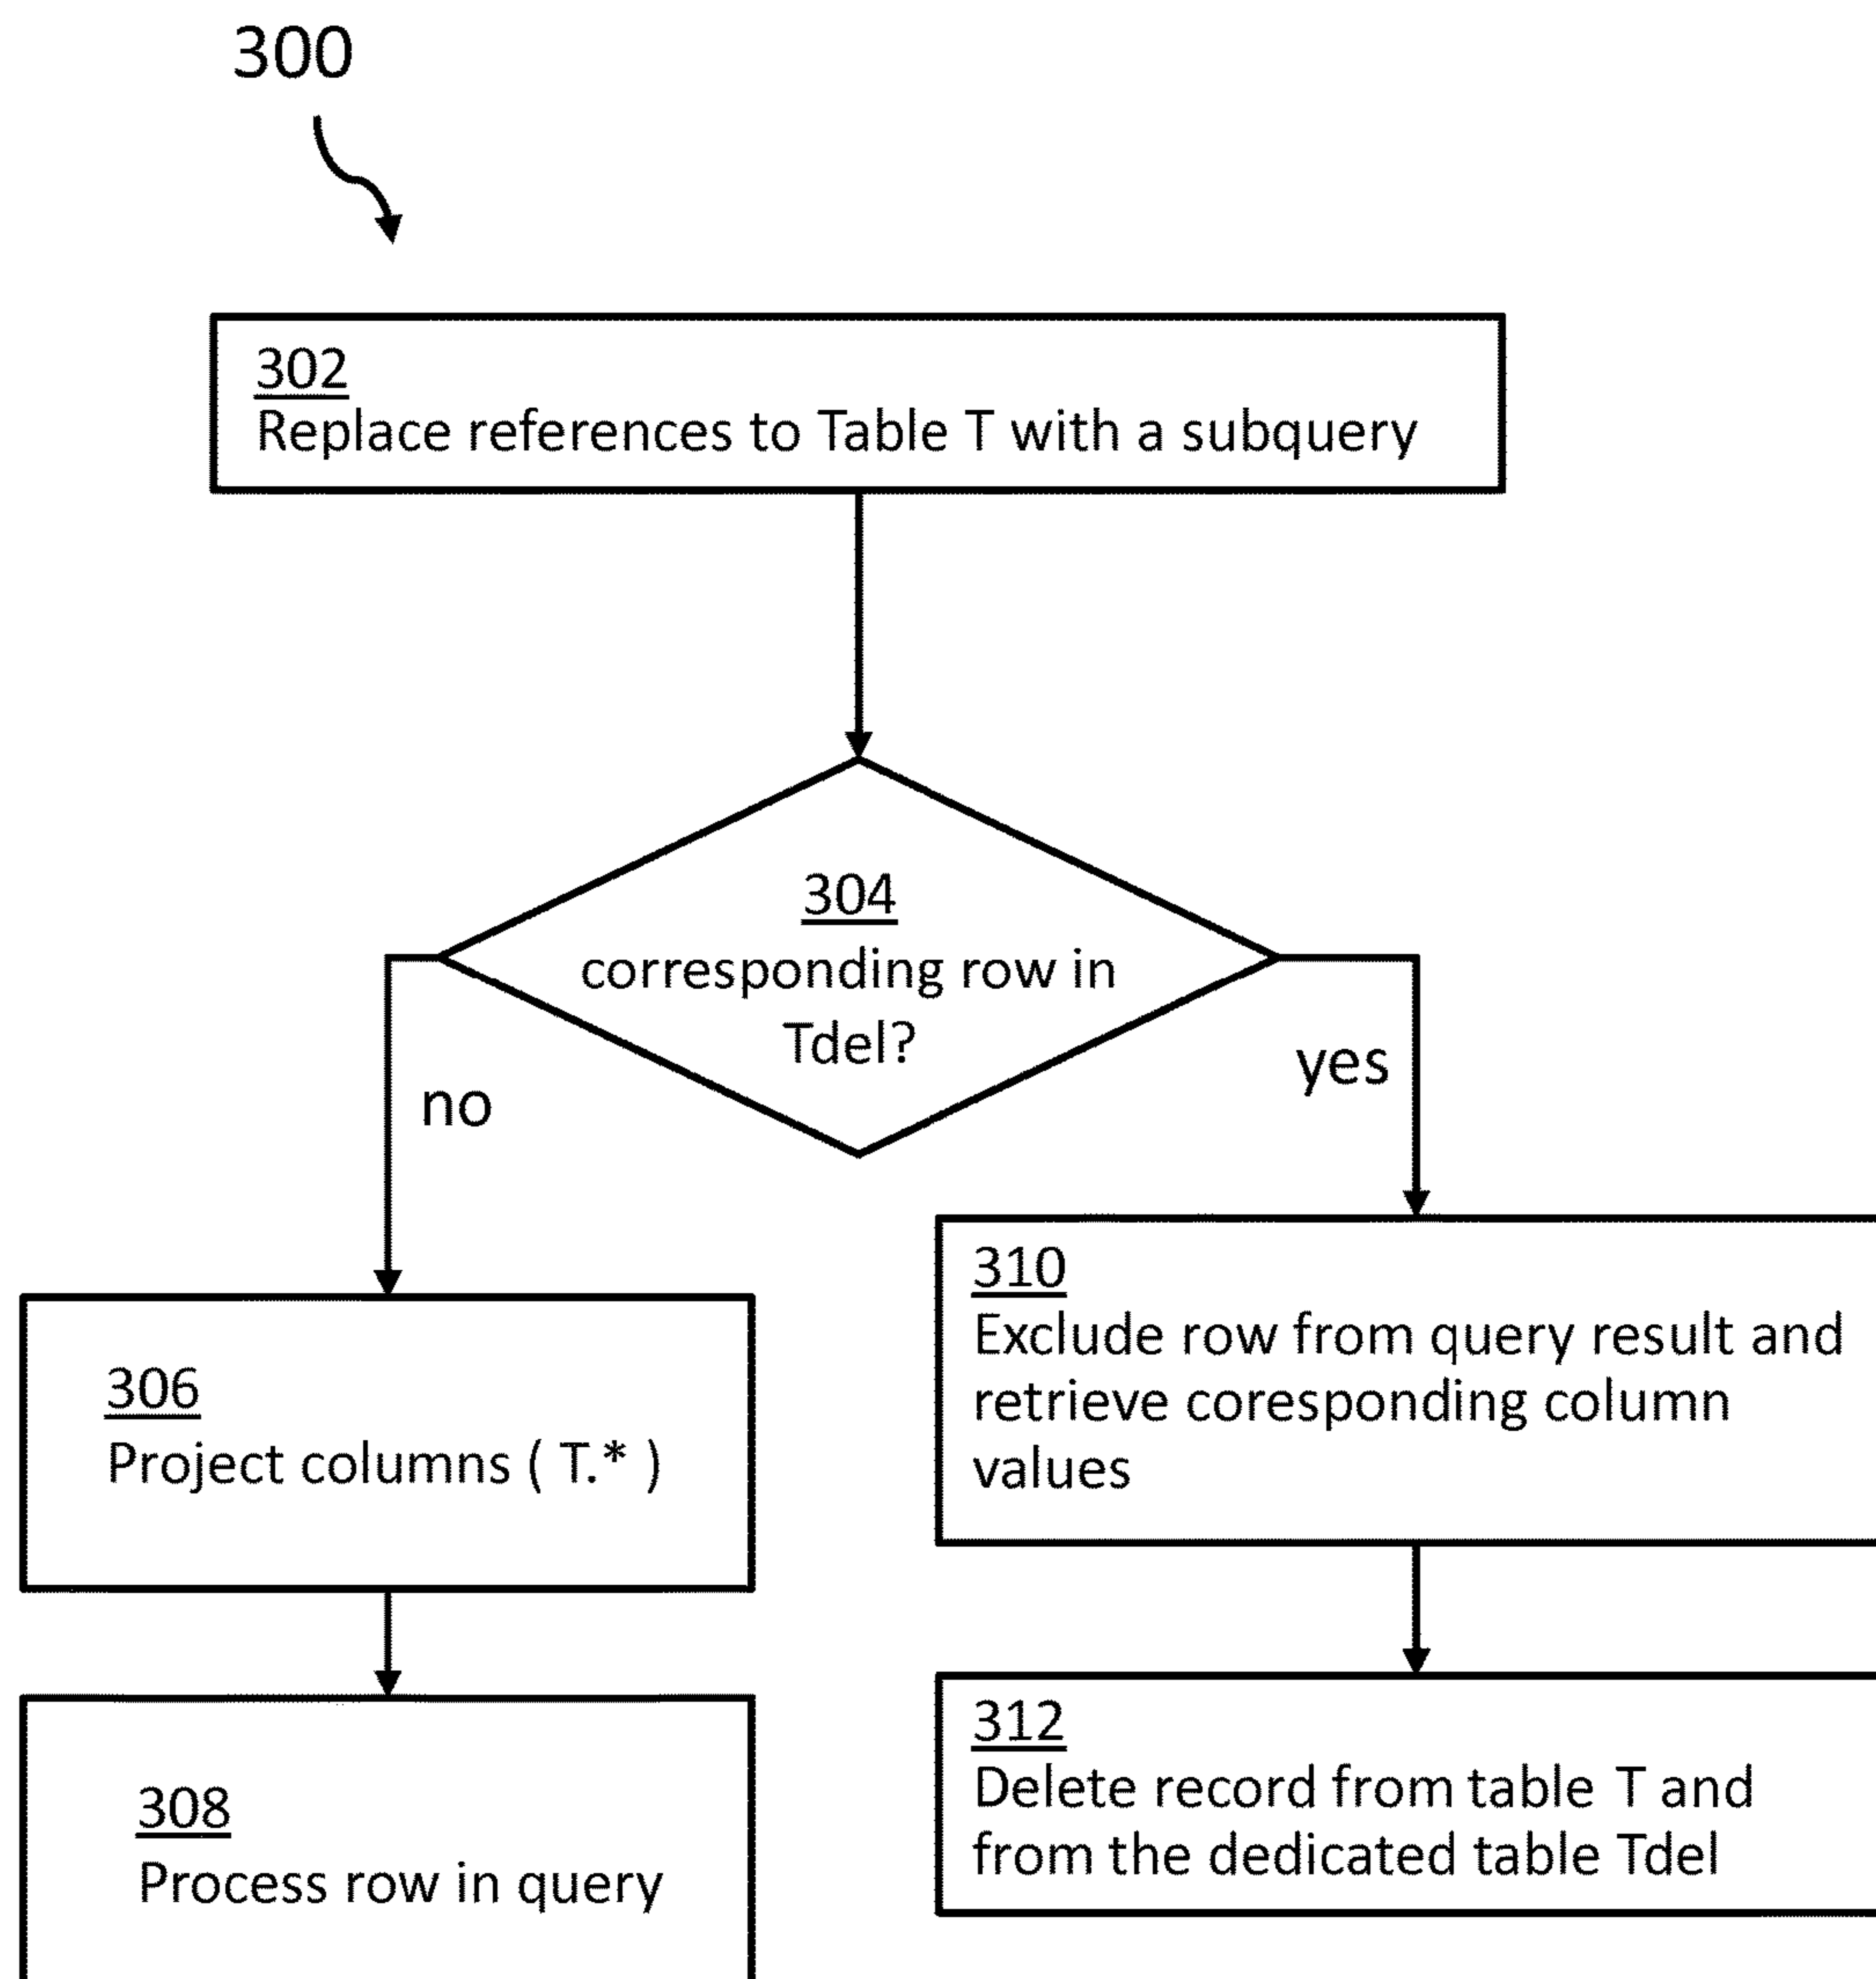 300
302
Replace references to Table T with a subquery
304
corresponding row in
Tdel?
no
yes
306
Project columns ( T.* )
308
Process row in query
310
Exclude row from query result and
retrieve coresponding column
values
312
Delete record from table T and
from the dedicated table Tdel